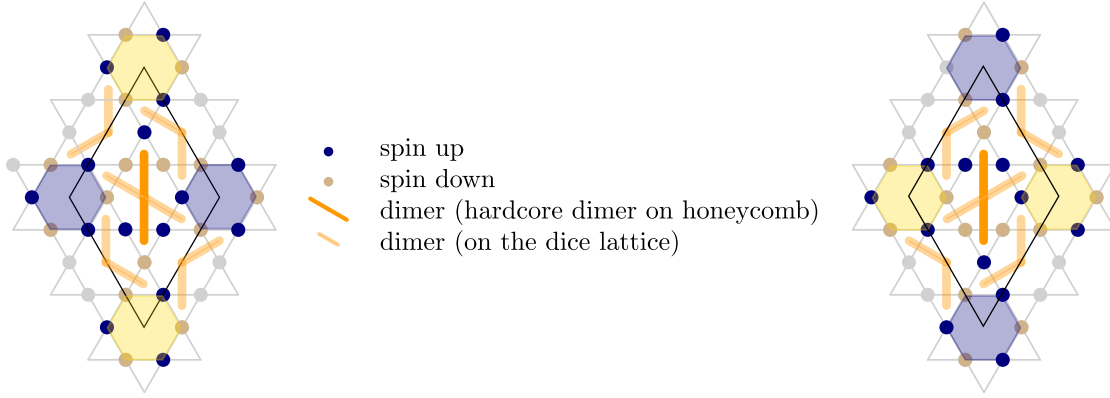 spin up
spin down
dimer (hardcore dimer on honeycomb)
dimer (on the dice lattice)